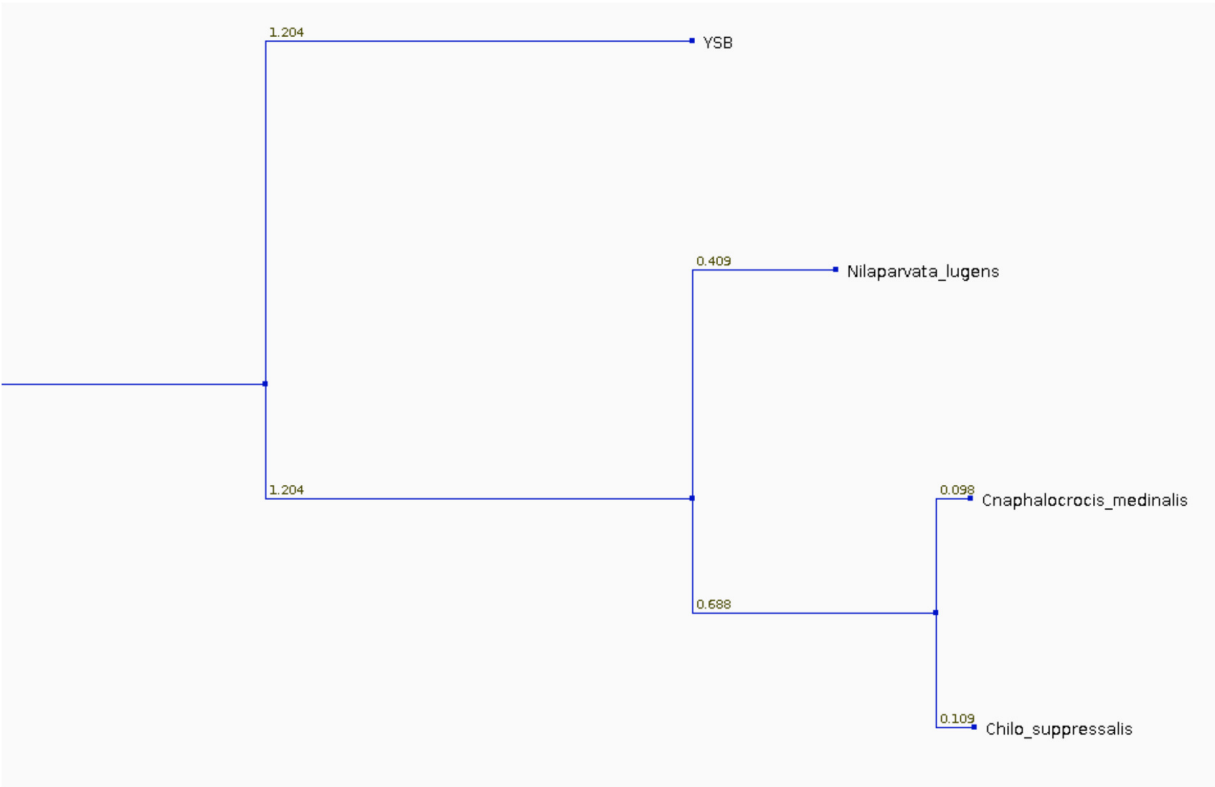 1.204
YSB
0.409
Nilaparvata_lugens
1.204
0.098
Cnaphalocrocis_medinalis
0.688
0.109
Chilo_suppressalis